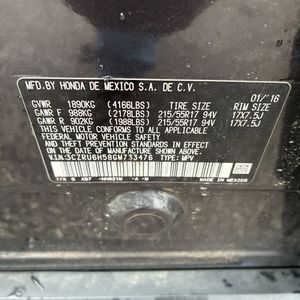 MFD. BY HONDA DE MEXICO S.A. DE C.V.
01/'16
GVWR 1890KG (4166LBS) TIRE SIZE RIM SIZE
GAWR F 988KG (2178LBS) 215/55R17 94V 17X7.5J
GAWR R 902KG (1988LBS) 215/55R17 94V 17X7.5J
THIS VEHICLE CONFORMS TO ALL APPLICABLE
FEDERAL MOTOR VEHICLE SAFETY AND
THEFT PREVENTION STANDARDS IN EFFECT ON
THE DATE OF MANUFACTURE SHOWN ABOVE.
V.I.N: 3CZRU6H58GM733476 TYPE: MPV
MADE IN MEXICO